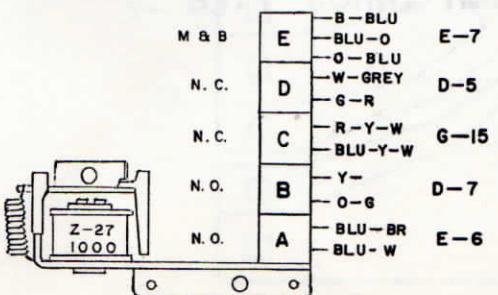 B-BLU
M & B E BLU-O E-7
O-BLU
W-GREY
N.C. D D-5
G-R
R-Y-W
N.C. C G-15
BLU-Y-W
Y-
N.O. B D-7
O-G
BLU-BR
N.O. A E-6
BLU-W
Z-27
1000